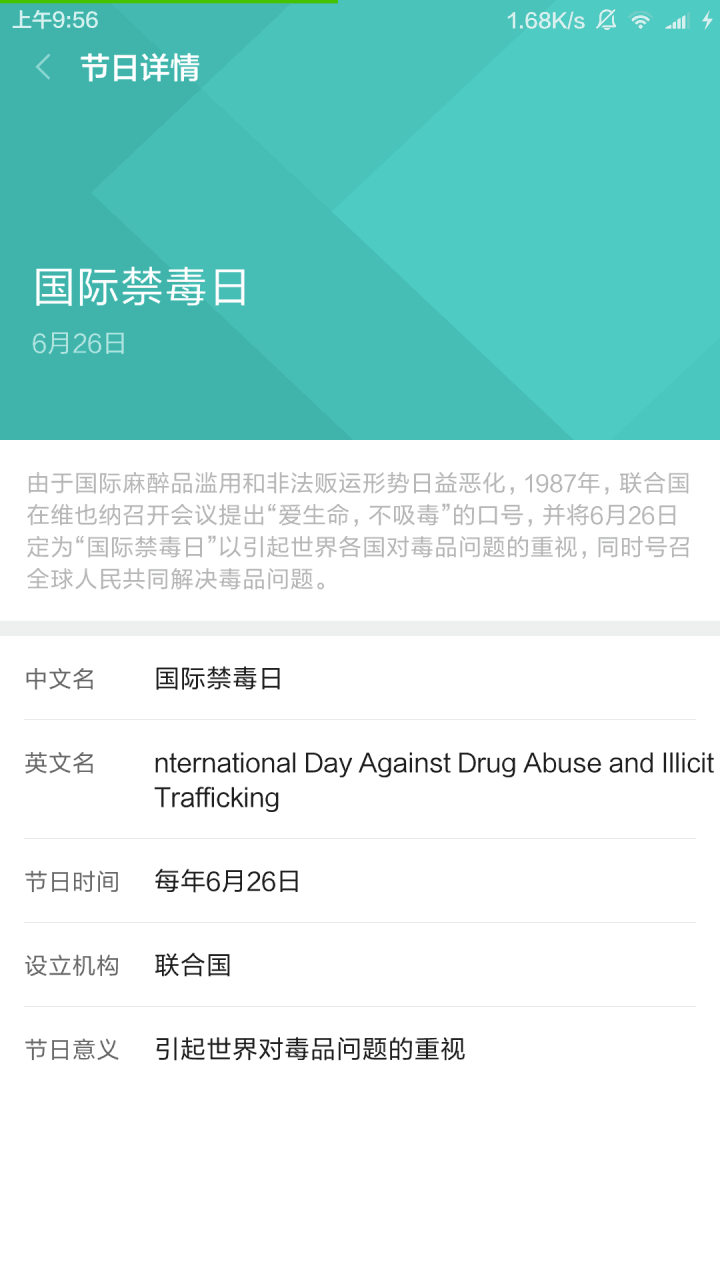 上午9:56
1.68K/s
节日详情
国际禁毒日
6月26日
由于国际麻醉品滥用和非法贩运形势日益恶化，1987年，联合国
在维也纳召开会议提出“爱生命，不吸毒”的口号，并将6月26日
定为“国际禁毒日”以引起世界各国对毒品问题的重视，同时号召
全球人民共同解决毒品问题。
中文名 国际禁毒日
英文名 nternational Day Against Drug Abuse and Illicit
Trafficking
节日时间 每年6月26日
设立机构 联合国
节日意义 引起世界对毒品问题的重视